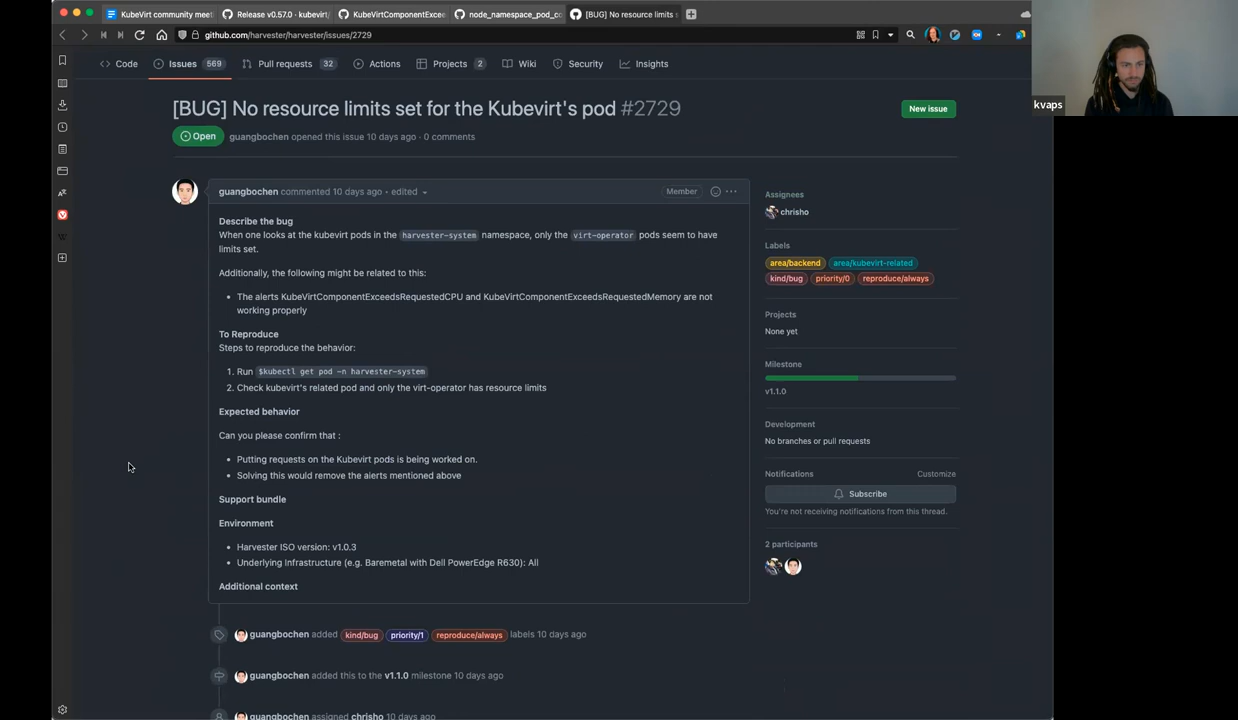 KubeVirt community meet
Release v0.57.0 · kubevirt/
KubeVirtComponentExcee
node_namespace_pod_co
[BUG] No resource limits s
github.com/harvester/harvester/issues/2729
kvaps
Code
Issues 569
Pull requests 32
Actions
Projects 2
Wiki
Security
Insights
[BUG] No resource limits set for the Kubevirt's pod #2729
New issue
Open
guangbochen opened this issue 10 days ago · 0 comments
guangbochen commented 10 days ago • edited
Member
Describe the bug
When one looks at the kubevirt pods in the harvester-system namespace, only the virt-operator pods seem to have
limits set.
Additionally, the following might be related to this:
• The alerts KubeVirtComponentExceedsRequestedCPU and KubeVirtComponentExceedsRequestedMemory are not
working properly
To Reproduce
Steps to reproduce the behavior:
1. Run $kubectl get pod -n harvester-system
2. Check kubevirt's related pod and only the virt-operator has resource limits
Expected behavior
Can you please confirm that :
• Putting requests on the Kubevirt pods is being worked on.
• Solving this would remove the alerts mentioned above
Support bundle
Environment
• Harvester ISO version: v1.0.3
• Underlying Infrastructure (e.g. Baremetal with Dell PowerEdge R630): All
Additional context
guangbochen added kind/bug priority/1 reproduce/always labels 10 days ago
guangbochen added this to the v1.1.0 milestone 10 days ago
guangbochen assigned chrisho 10 days ago
Assignees
chrisho
Labels
area/backend area/kubevirt-related
kind/bug priority/0 reproduce/always
Projects
None yet
Milestone
v1.1.0
Development
No branches or pull requests
Notifications
Customize
Subscribe
You're not receiving notifications from this thread.
2 participants